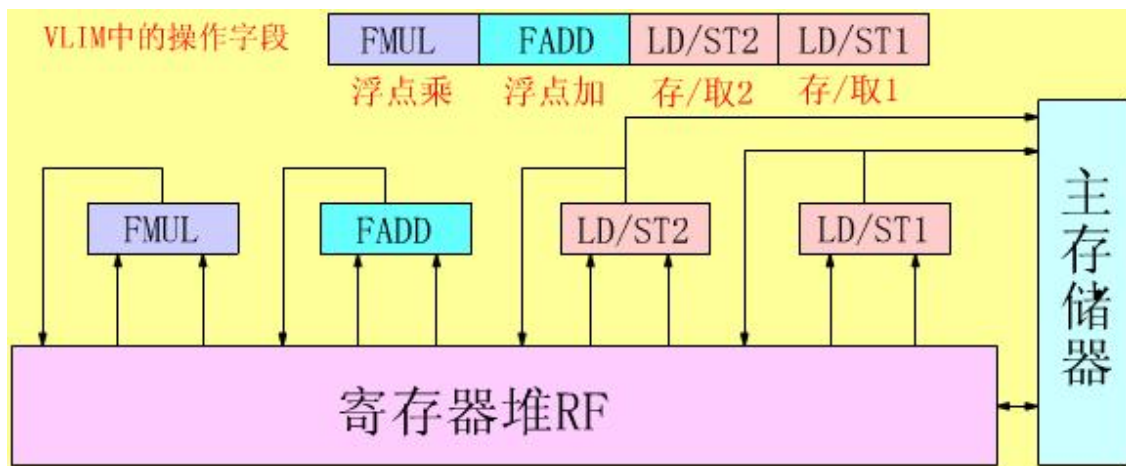 VLIM中的操作字段 FMUL FADD LD/ST2 LD/ST1
浮点乘 浮点加 存/取2 存/取1
FMUL FADD LD/ST2 LD/ST1
主存储器
寄存器堆RF